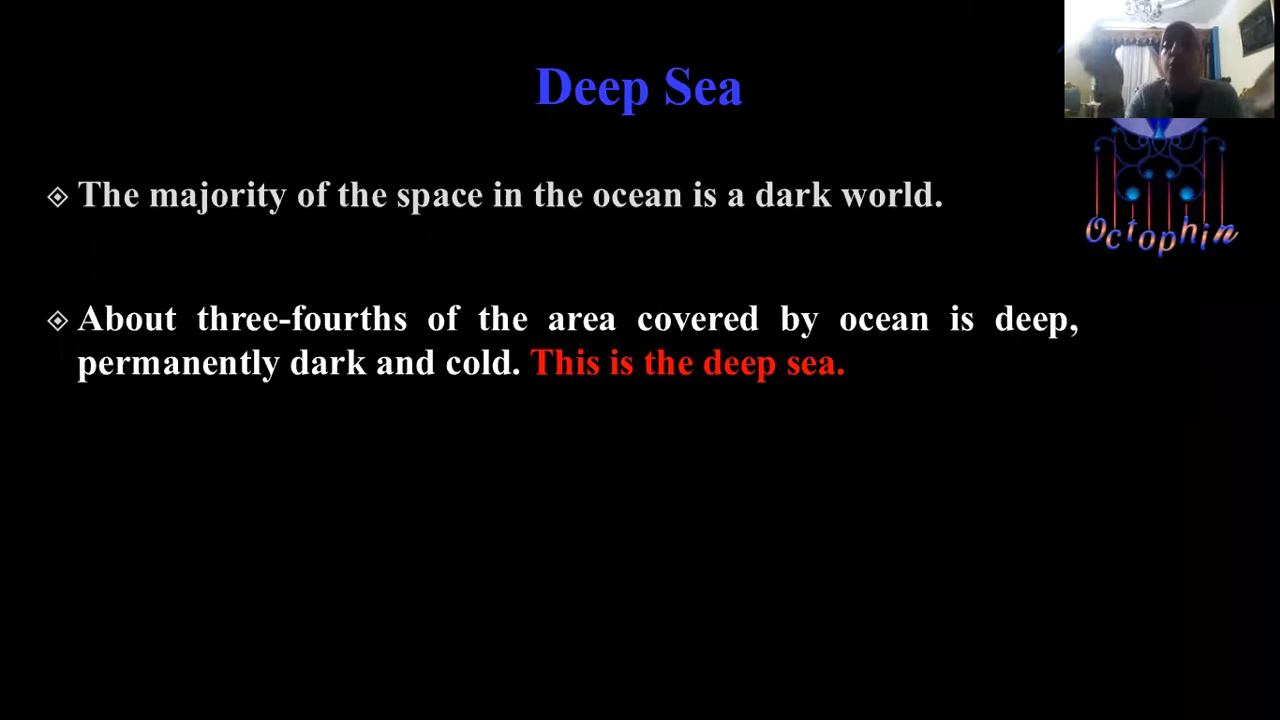 Deep Sea
The majority of the space in the ocean is a dark world.
Octophin
About three-fourths of the area covered by ocean is deep,
permanently dark and cold. This is the deep sea.